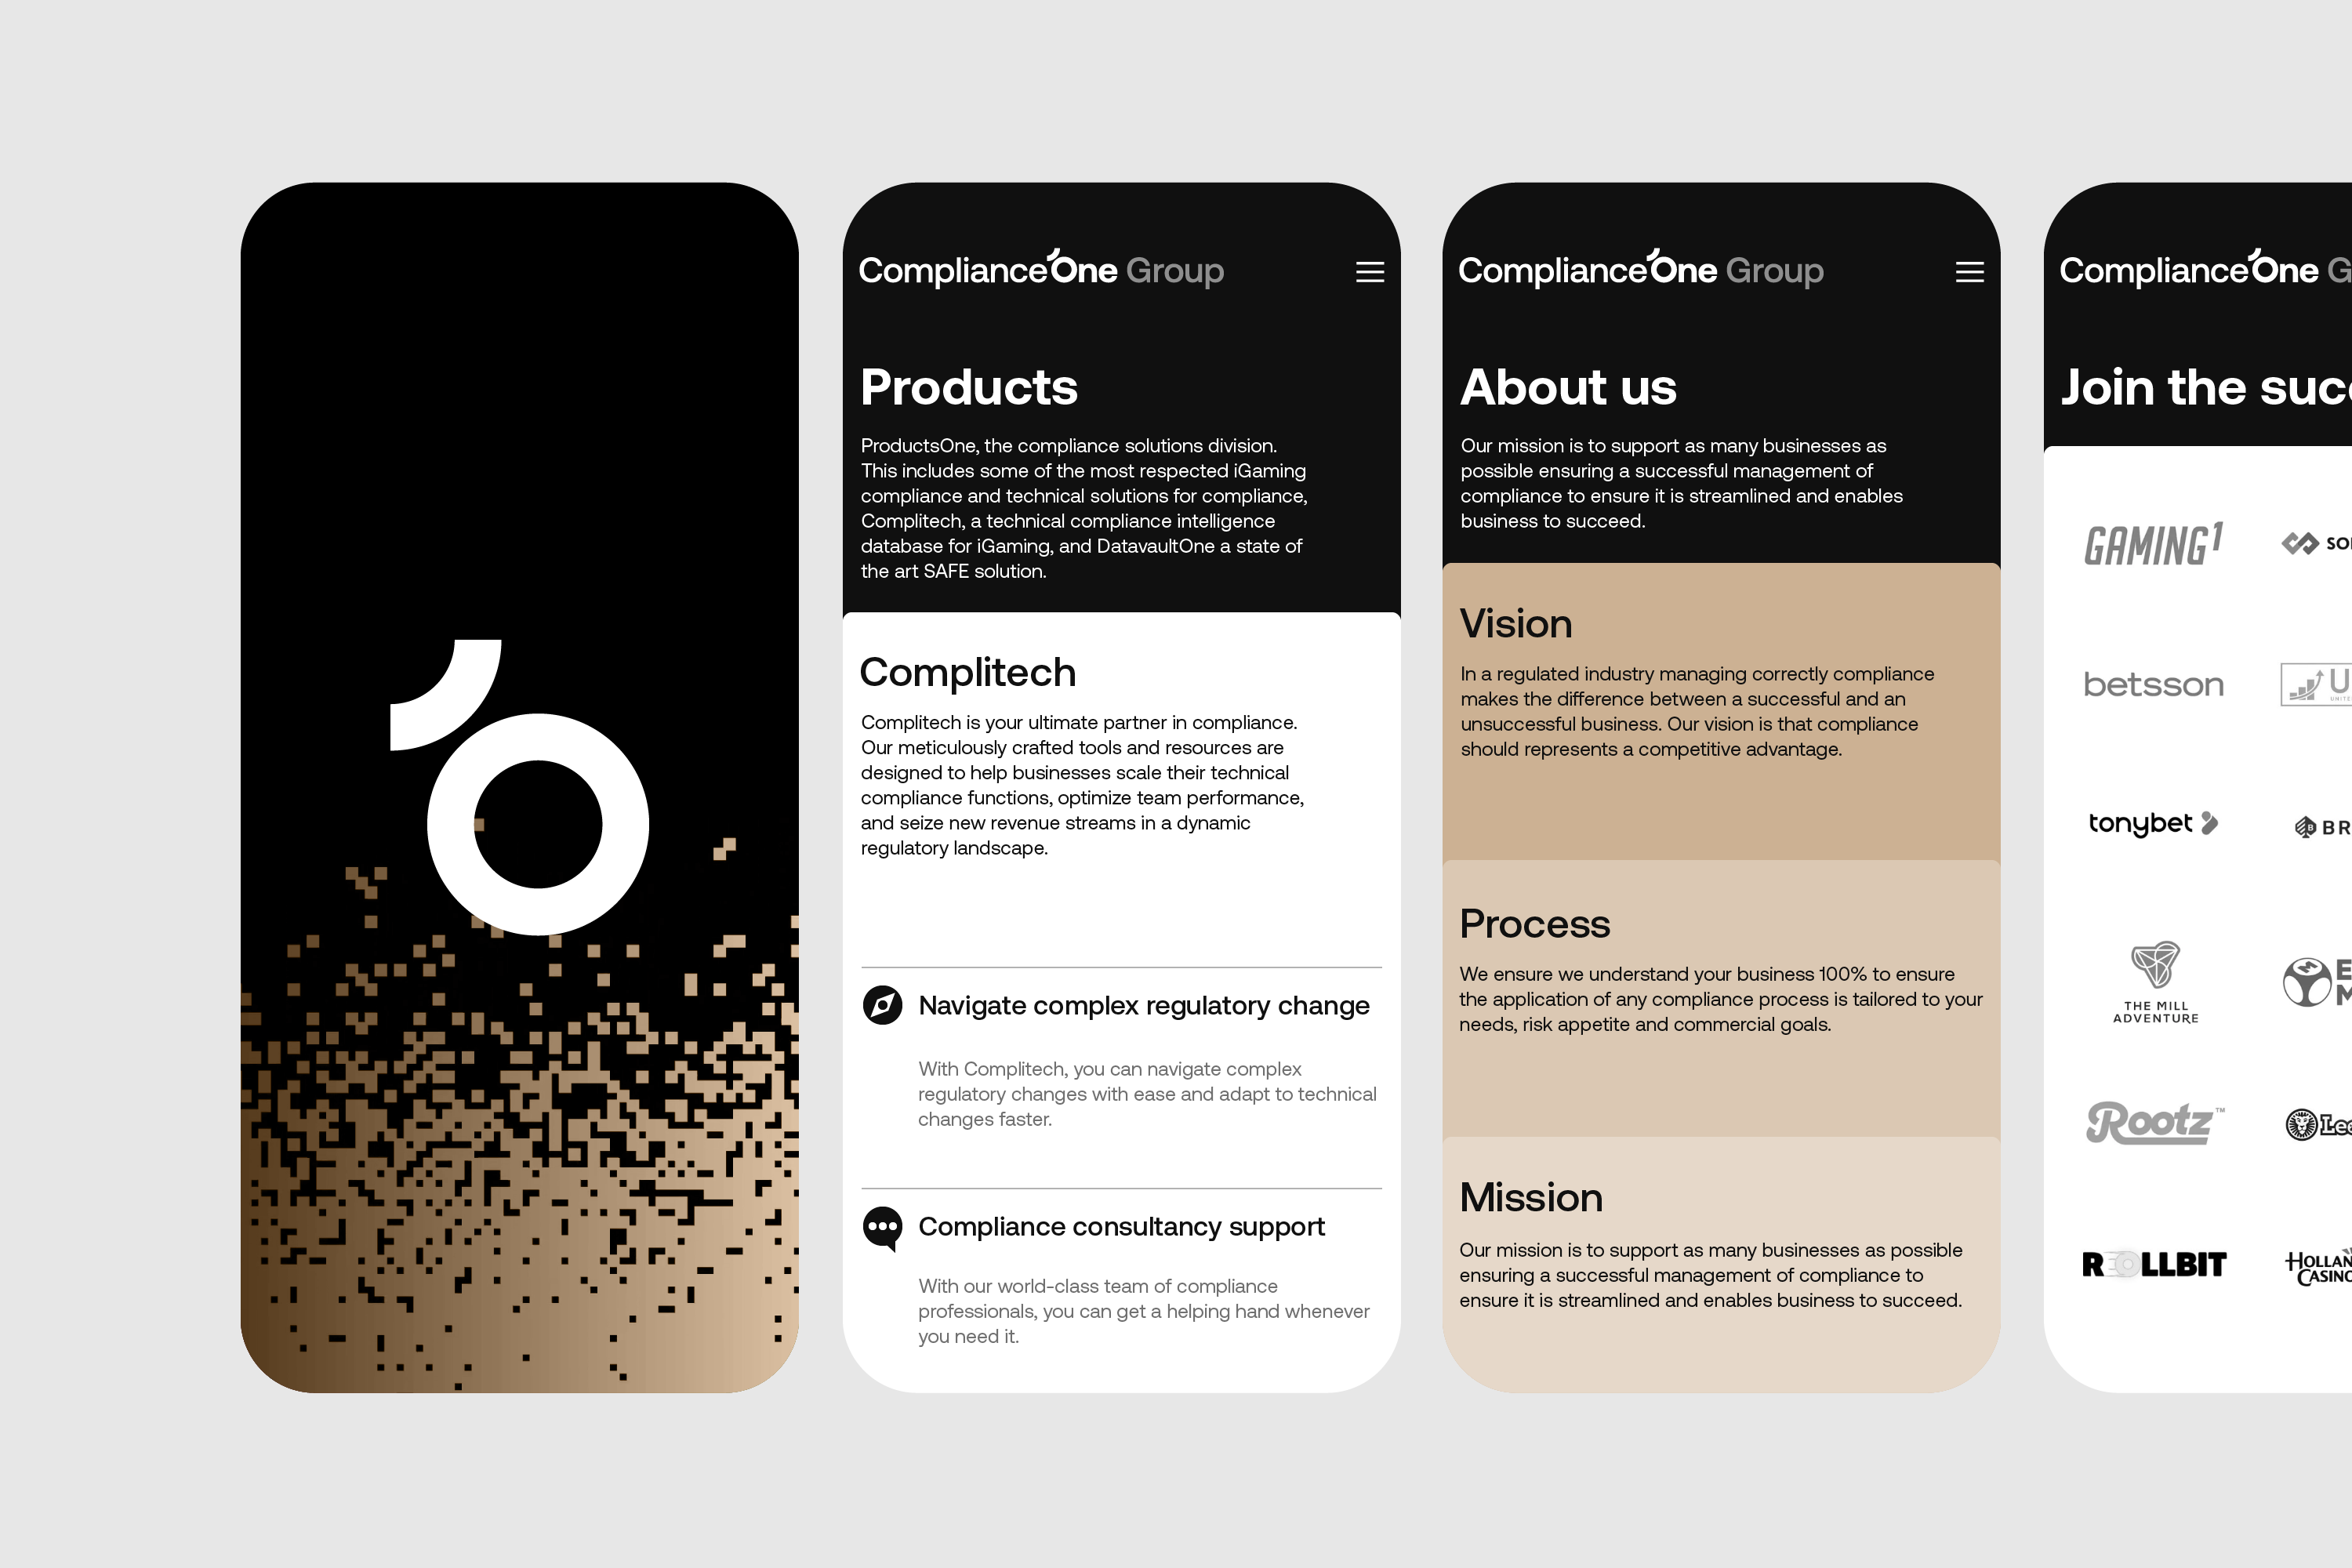 ComplianceOne Group
Products
ProductsOne, the compliance solutions division.
This includes some of the most respected iGaming
compliance and technical solutions for compliance,
Complitech, a technical compliance intelligence
database for iGaming, and DatavaultOne a state of
the art SAFE solution.
Complitech
Complitech is your ultimate partner in compliance.
Our meticulously crafted tools and resources are
designed to help businesses scale their technical
compliance functions, optimize team performance,
and seize new revenue streams in a dynamic
regulatory landscape.
Navigate complex regulatory change
With Complitech, you can navigate complex
regulatory changes with ease and adapt to technical
changes faster.
Compliance consultancy support
With our world-class team of compliance
professionals, you can get a helping hand whenever
you need it.
ComplianceOne Group
About us
Our mission is to support as many businesses as
possible ensuring a successful management of
compliance to ensure it is streamlined and enables
business to succeed.
Vision
In a regulated industry managing correctly compliance
makes the difference between a successful and an
unsuccessful business. Our vision is that compliance
should represents a competitive advantage.
Process
We ensure we understand your business 100% to ensure
the application of any compliance process is tailored to your
needs, risk appetite and commercial goals.
Mission
Our mission is to support as many businesses as possible
ensuring a successful management of compliance to
ensure it is streamlined and enables business to succeed.
ComplianceOne
Join the
GAMING1
betsson
tonybet
THE MILL
ADVENTURE
Rootz™
ROLLBIT